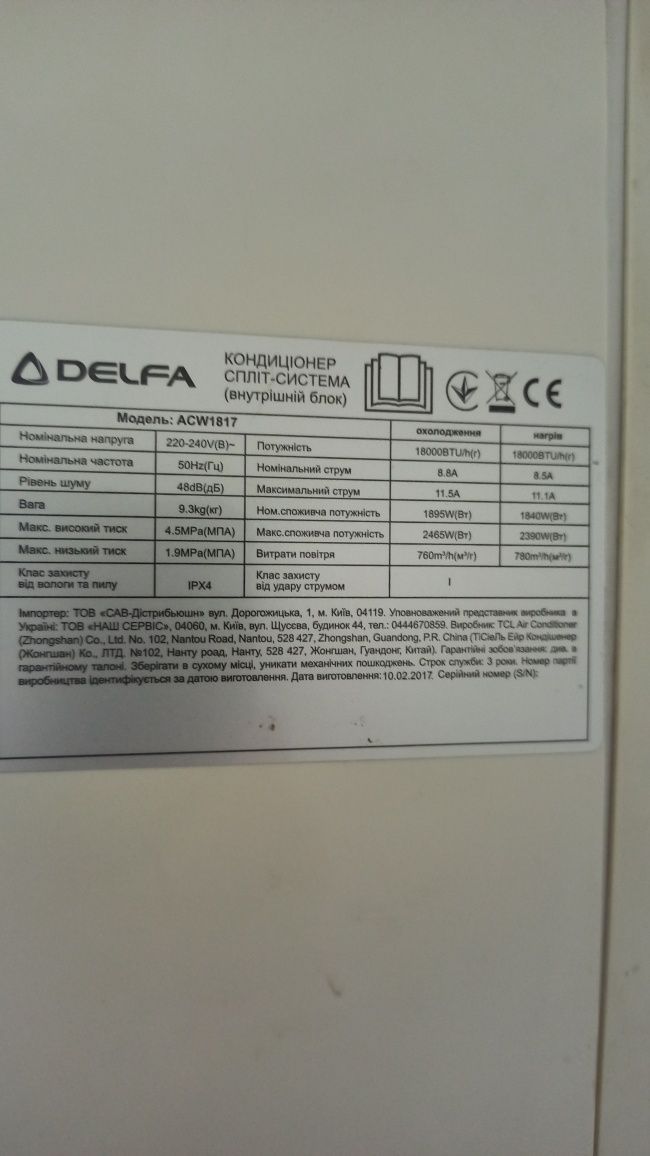 DELFA
КОНДИЦІОНЕР
СПЛІТ-СИСТЕМА
(внутрішній блок)
CE
Модель: ACW1817 охолодження нагрів
Номінальна напруга 220-240V(В)~ Потужність 18000BTU/h(г) 18000BTU/h(г)
Номінальна частота 50Hz(Гц) Номінальний струм 8.8A 8.5A
Рівень шуму 48dB(дБ) Максимальний струм 11.5A 11.1A
Вага 9.3kg(кг) Ном.споживча потужність 1895W(Вт) 1840W(Вт)
Макс. високий тиск 4.5MPa(МПА) Макс.споживча потужність 2465W(Вт) 2390W(Вт)
Макс. низький тиск 1.9MPa(МПА) Витрати повітря 760m³/h(м³/г) 780m³/h(м³/г)
Клас захисту
від вологи та пилу IPX4 Клас захисту
від удару струмом I
Імпортер: ТОВ «САВ-Дістрибьюшн» вул. Дорогожицька, 1, м. Київ, 04119. Уповноважений представник виробника в
Україні: ТОВ «НАШ СЕРВІС», 04060, м. Київ, вул. Щусєва, будинок 44, тел.: 0444670859. Виробник: TCL Air Conditioner
(Zhongshan) Co., Ltd. No. 102, Nantou Road, Nantou, 528 427, Zhongshan, Guandong, P.R. China (ТіСіеЛь Ейр Кондішенер
(Жонгшан) Ко., ЛТД. №102, Нанту роад, Нанту, 528 427, Жонгшан, Гуандонг, Китай). Гарантійні зобов'язання: див. в
гарантійному талоні. Зберігати в сухому місці, уникати механічних пошкоджень. Строк служби: 3 роки. Номер партії
виробництва ідентифікується за датою виготовлення. Дата виготовлення: 10.02.2017. Серійний номер (S/N):